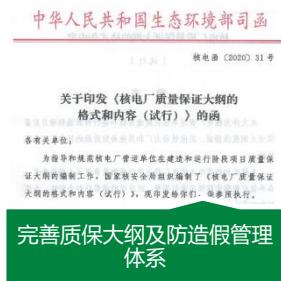 中华人民共和国生态环境部司函
核电函〔2020〕31号
关于印发《核电厂质量保证大纲的
格式和内容（试行）》的函
各有关单位：
为指导和规范核电厂营运单位在建造和运行阶段项目质量保
证大纲的编制工作，国家核安全局组织编制了《核电厂质量保证
大纲的格式和内容（试行）》，现印发给你们，供参照执行。
完善质保大纲及防造假管理
体系